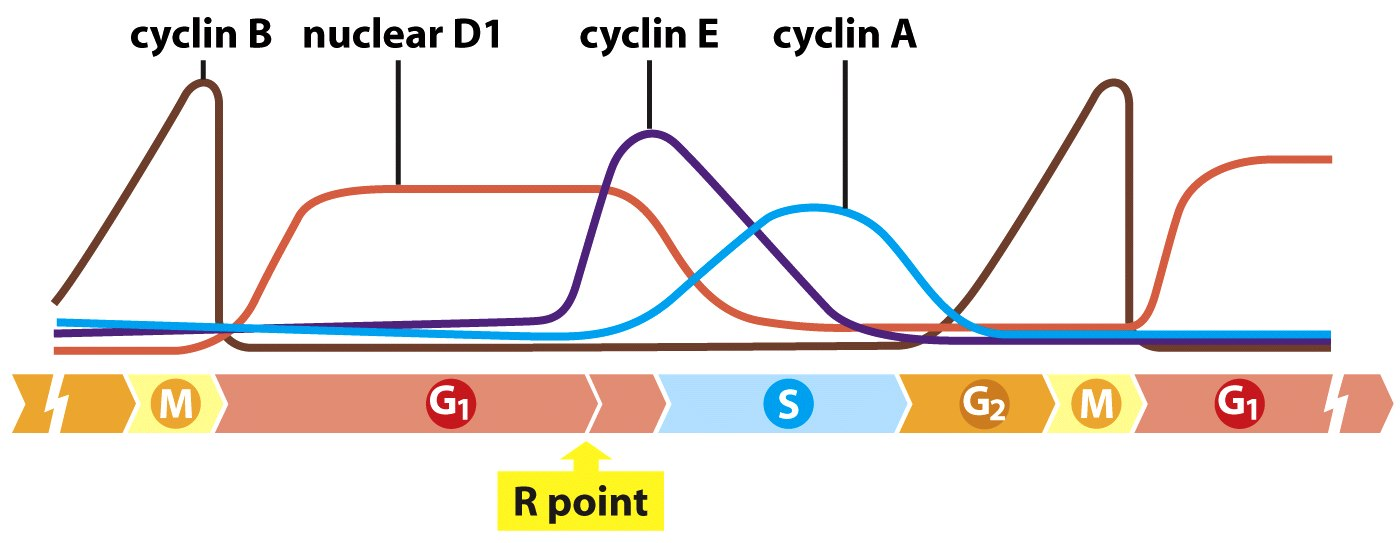 cyclin B nuclear D1 cyclin E cyclin A
M G1 S G2 M G1
R point